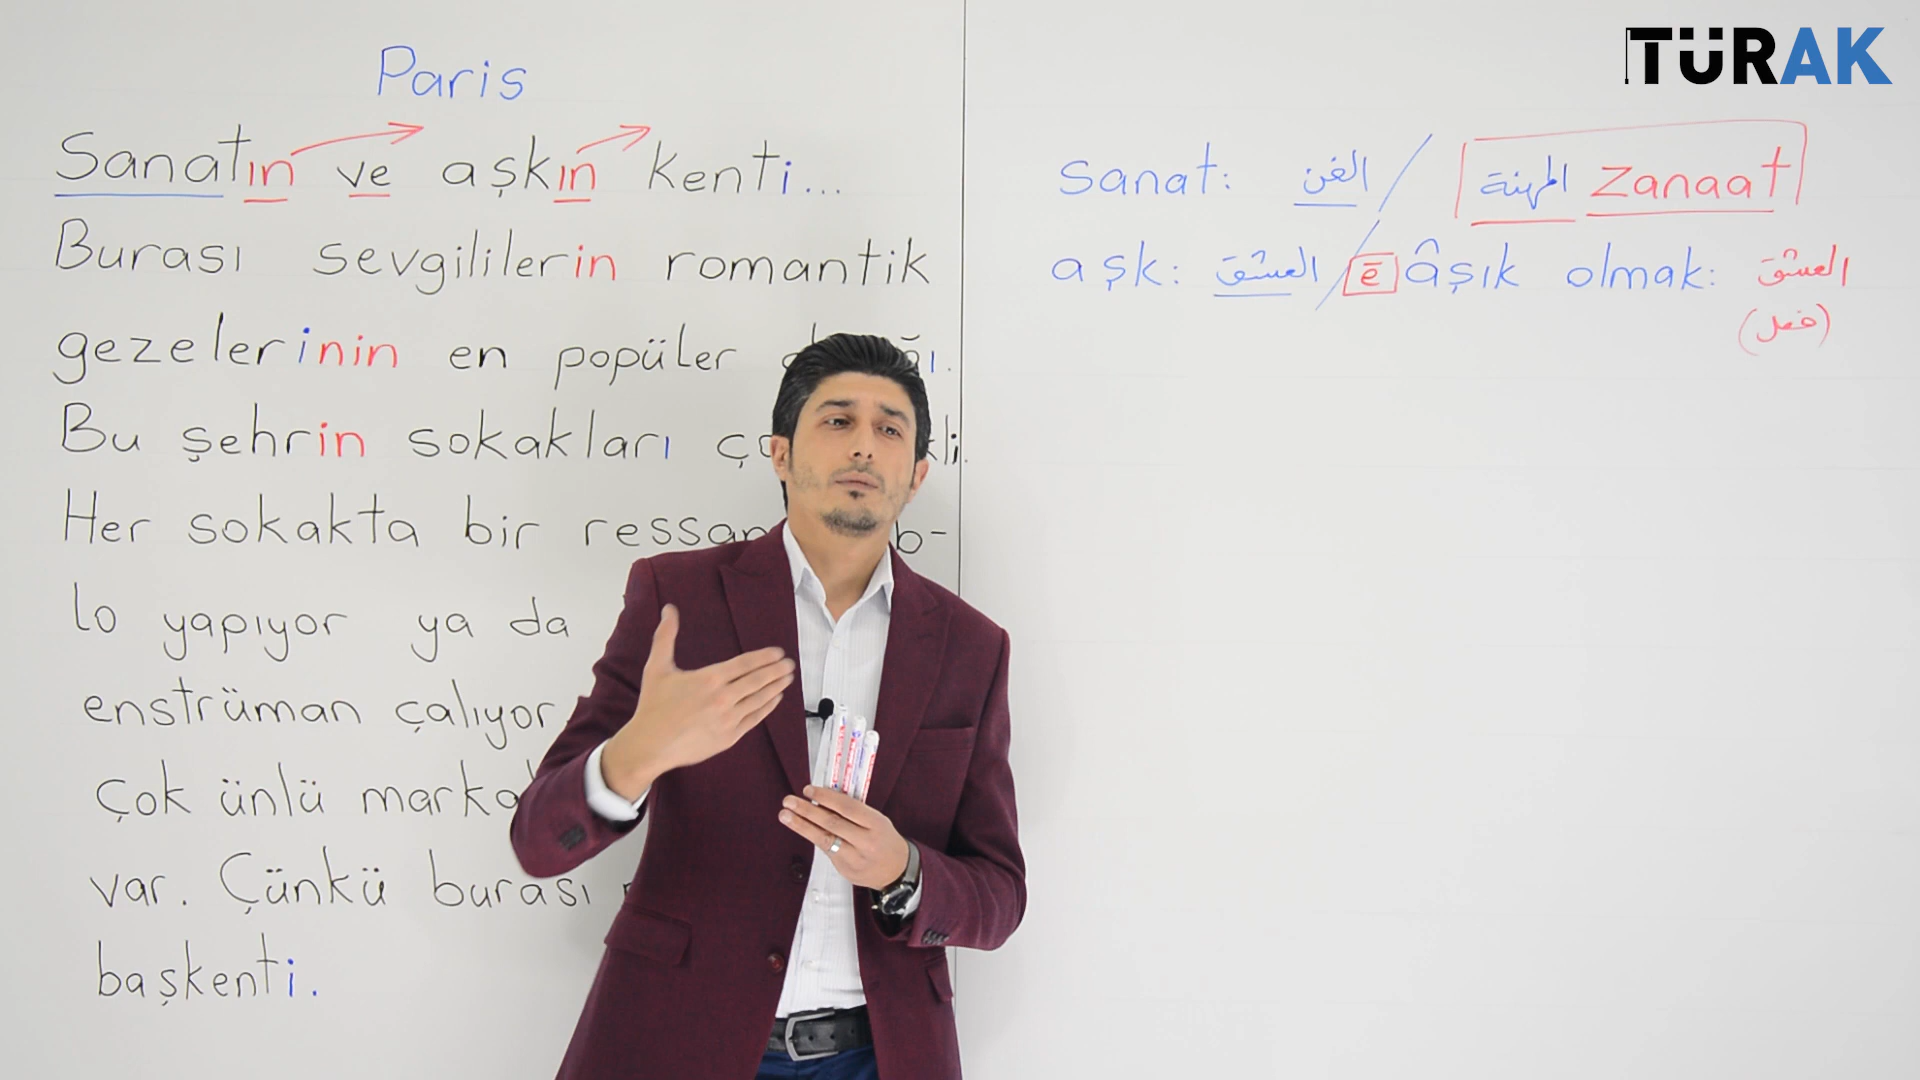 TÜRAK
Paris
Sanatın ve aşkın kenti...
Burası sevgililerin romantik
gezelerinin en popüler
Bu şehrin sokakları
Her sokakta bir
lo yapıyor ya da
enstrüman çalıyor
Çok ünlü
var. Çünkü burası
başkenti.
Sanat: الفن / المهنة zanaat
aşk: العشق / ē âşık olmak: العشق
(فعل)